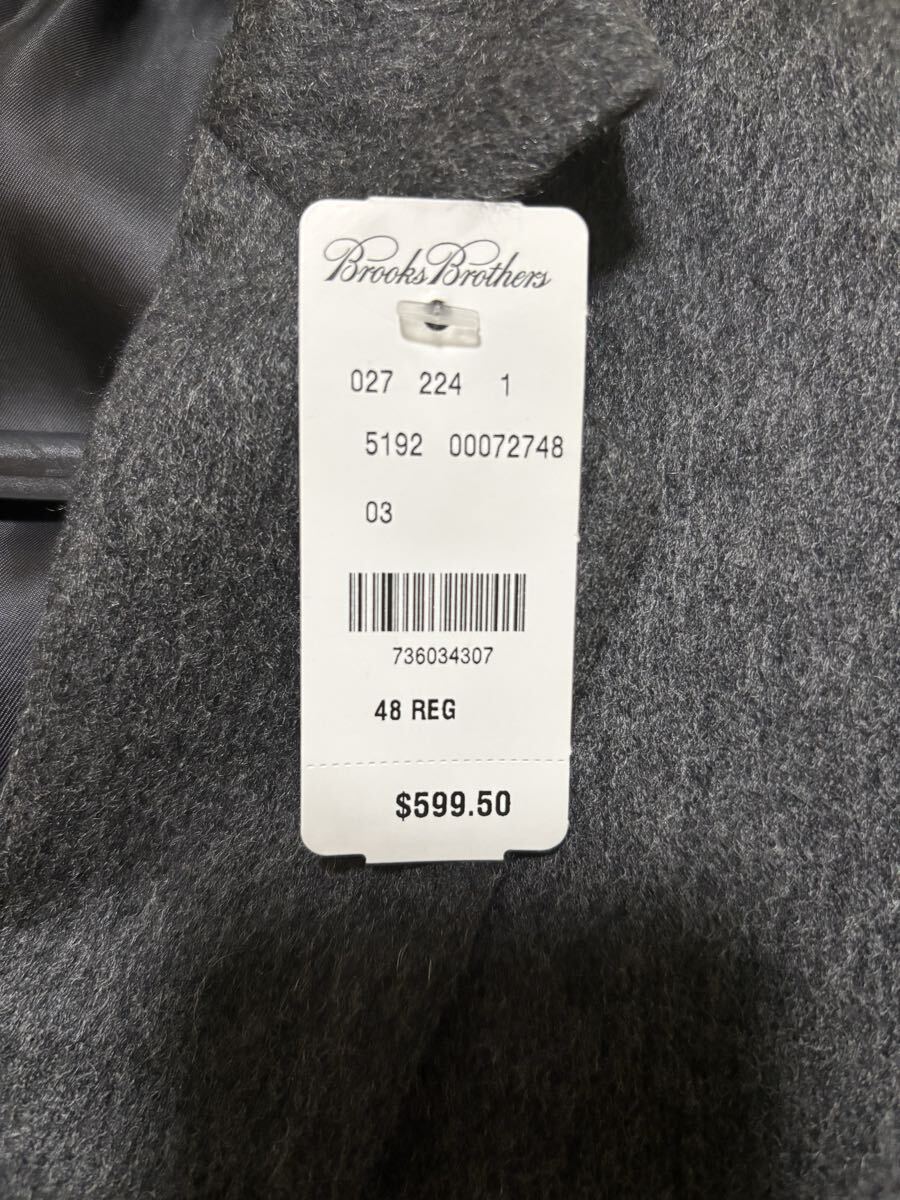 Brooks Brothers
027 224 1
5192 00072748
03
736034307
48 REG
$599.50